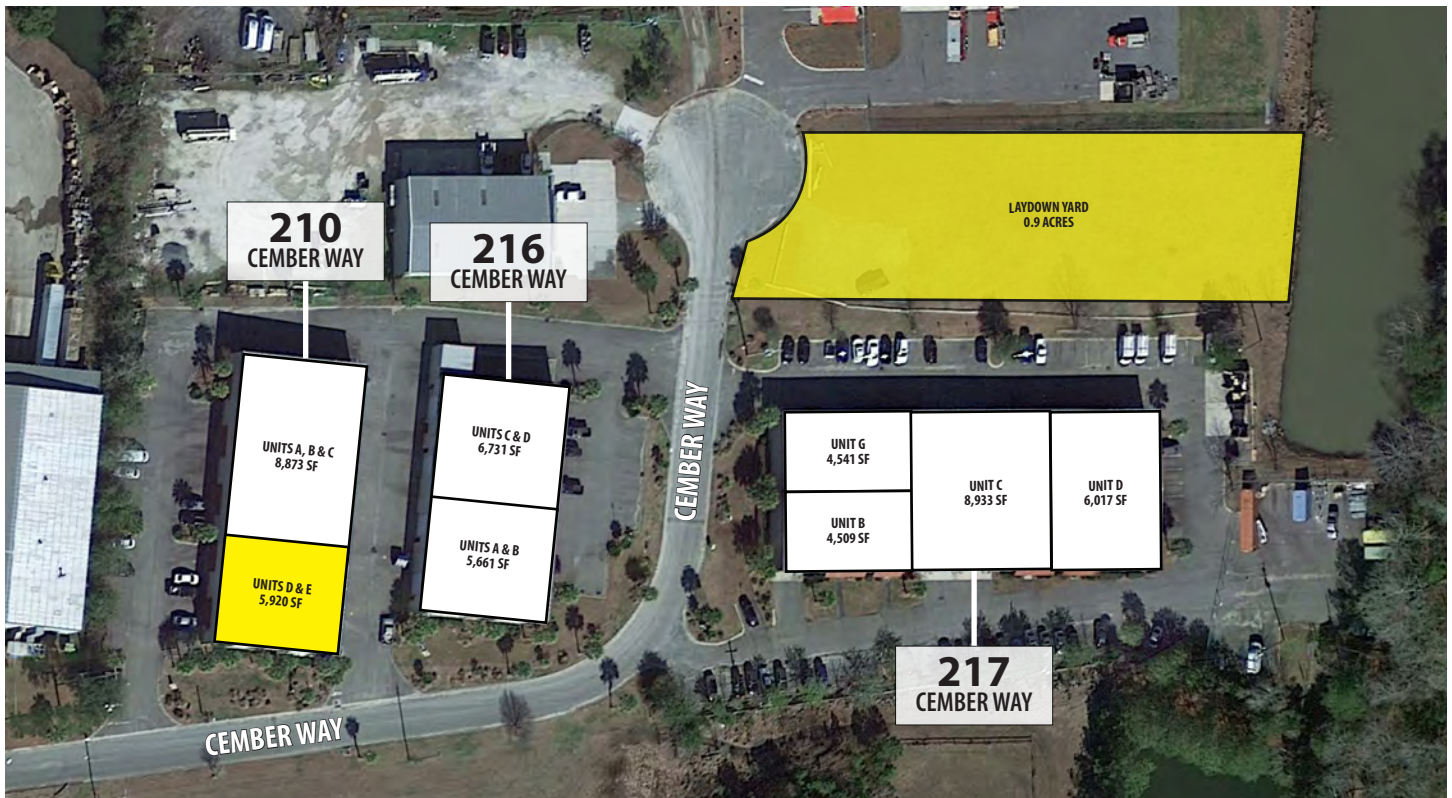 LAYDOWN YARD
0.9 ACRES
210
CEMBER WAY
216
CEMBER WAY
UNITS A, B & C
8,873 SF
UNITS D & E
5,920 SF
UNITS C & D
6,731 SF
UNITS A & B
5,661 SF
CEMBER WAY
UNIT G
4,541 SF
UNIT B
4,509 SF
UNIT C
8,933 SF
UNIT D
6,017 SF
217
CEMBER WAY
CEMBER WAY